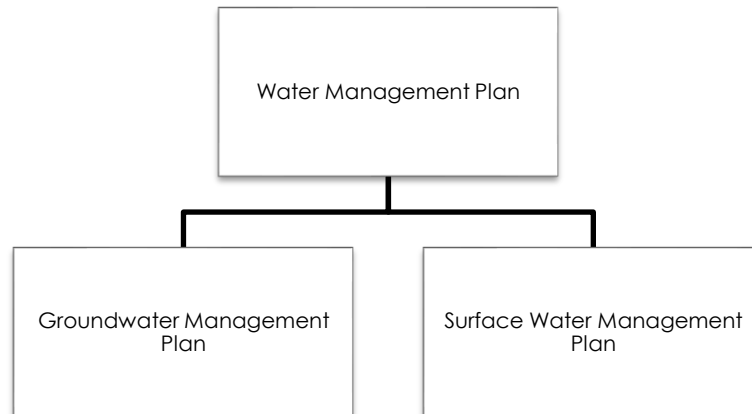 Water Management Plan
Groundwater Management
Plan
Surface Water Management
Plan